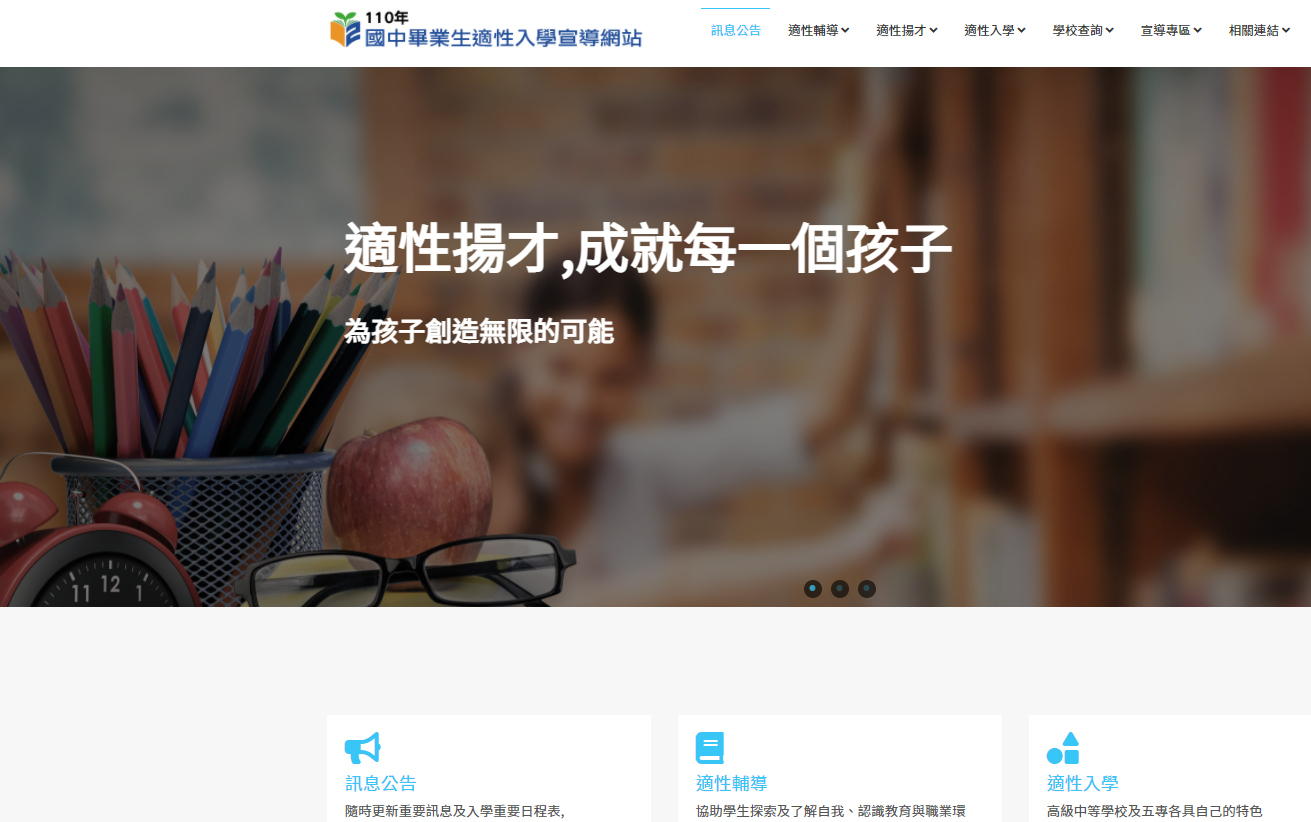 110年
國中畢業生適性入學宣導網站
訊息公告 適性輔導 適性揚才 適性入學 學校查詢 宣導專區 相關連結
適性揚才,成就每一個孩子
為孩子創造無限的可能
11 12 1
訊息公告
隨時更新重要訊息及入學重要日程表,
適性輔導
協助學生探索及了解自我、認識教育與職業環
適性入學
高級中等學校及五專各具自己的特色